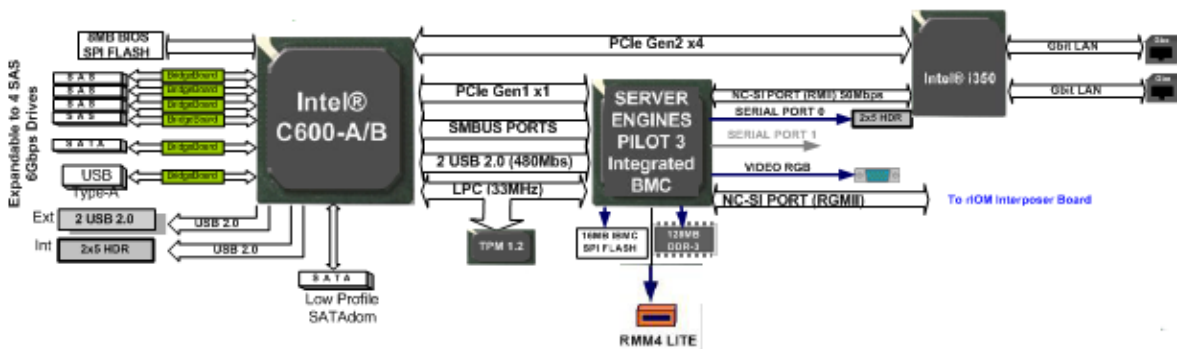 8MB BIOS
SPI FLASH
Expandable to 4 SAS
6Gbps Drives
SAS
SAS
SAS
SAS
SATA
USB
Type-A
BridgeBoard
BridgeBoard
BridgeBoard
BridgeBoard
BridgeBoard
BridgeBoard
Ext
2 USB 2.0
USB 2.0
Int
2x5 HDR
USB 2.0
Intel®
C600-A/B
SATA
Low Profile
SATAdom
PCIe Gen2 x4
PCIe Gen1 x1
SMBUS PORTS
2 USB 2.0 (480Mbs)
LPC (33MHz)
TPM 1.2
SERVER
ENGINES
PILOT 3
Integrated
BMC
16MB IBMC
SPI FLASH
128MB
DDR-3
RMM4 LITE
NC-SI PORT (RMII) 50Mbps
SERIAL PORT 0
2x5 HDR
SERIAL PORT 1
VIDEO RGB
NC-SI PORT (RGMII)
To rIOM Interposer Board
Intel® i350
Gbit LAN
Gbit LAN